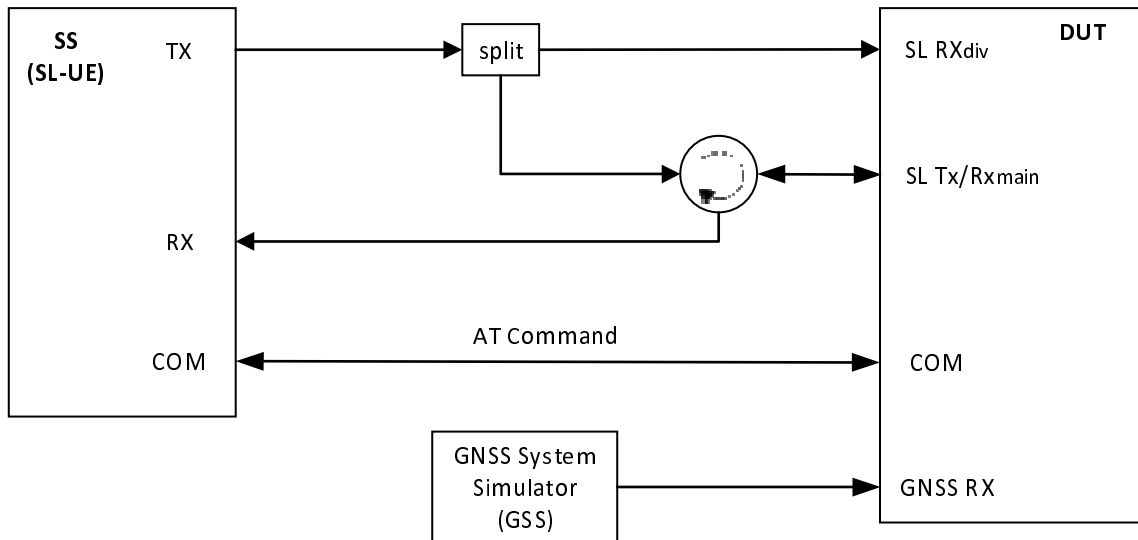 SS
(SL-UE)
TX
RX
COM
split
AT Command
GNSS System
Simulator
(GSS)
DUT
SL RXdiv
SL Tx/Rxmain
COM
GNSS RX